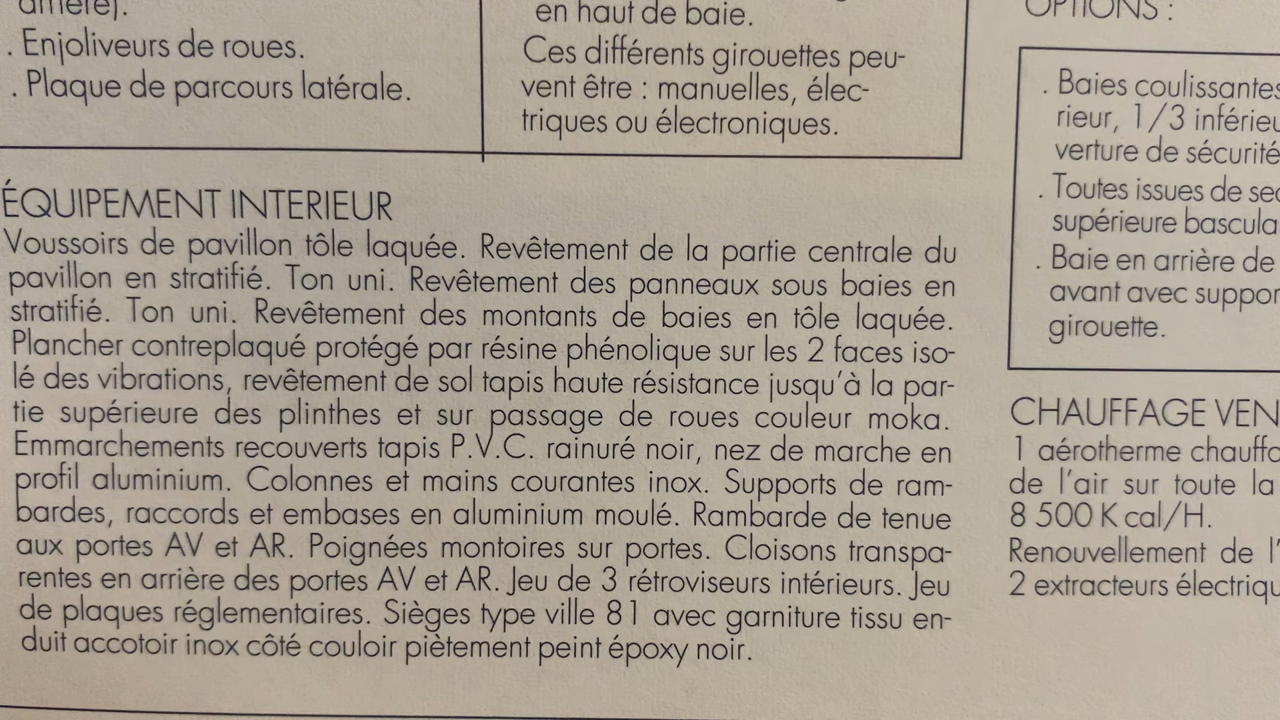 . Enjoliveurs de roues.
. Plaque de parcours latérale.
en haut de baie.
Ces différents girouettes peu-
vent être : manuelles, élec-
triques ou électroniques.
ÉQUIPEMENT INTERIEUR
Voussoirs de pavillon tôle laquée. Revêtement de la partie centrale du
pavillon en stratifié. Ton uni. Revêtement des panneaux sous baies en
stratifié. Ton uni. Revêtement des montants de baies en tôle laquée.
Plancher contreplaqué protégé par résine phénolique sur les 2 faces iso-
lé des vibrations, revêtement de sol tapis haute résistance jusqu'à la par-
tie supérieure des plinthes et sur passage de roues couleur moka.
Emmarchements recouverts tapis P.V.C. rainuré noir, nez de marche en
profil aluminium. Colonnes et mains courantes inox. Supports de ram-
bardes, raccords et embases en aluminium moulé. Rambarde de tenue
aux portes AV et AR. Poignées montoires sur portes. Cloisons transpa-
rentes en arrière des portes AV et AR. Jeu de 3 rétroviseurs intérieurs. Jeu
de plaques réglementaires. Sièges type ville 81 avec garniture tissu en-
duit accotoir inox côté couloir piètement peint époxy noir.
OPTIONS :
. Baies coulissantes
rieur, 1/3 inférieu
verture de sécurité
. Toutes issues de sec
supérieure bascula
. Baie en arrière de
avant avec suppor
girouette.
CHAUFFAGE VEN
1 aérotherme chauffa
de l'air sur toute la
8 500 K cal/H.
Renouvellement de l'
2 extracteurs électriqu